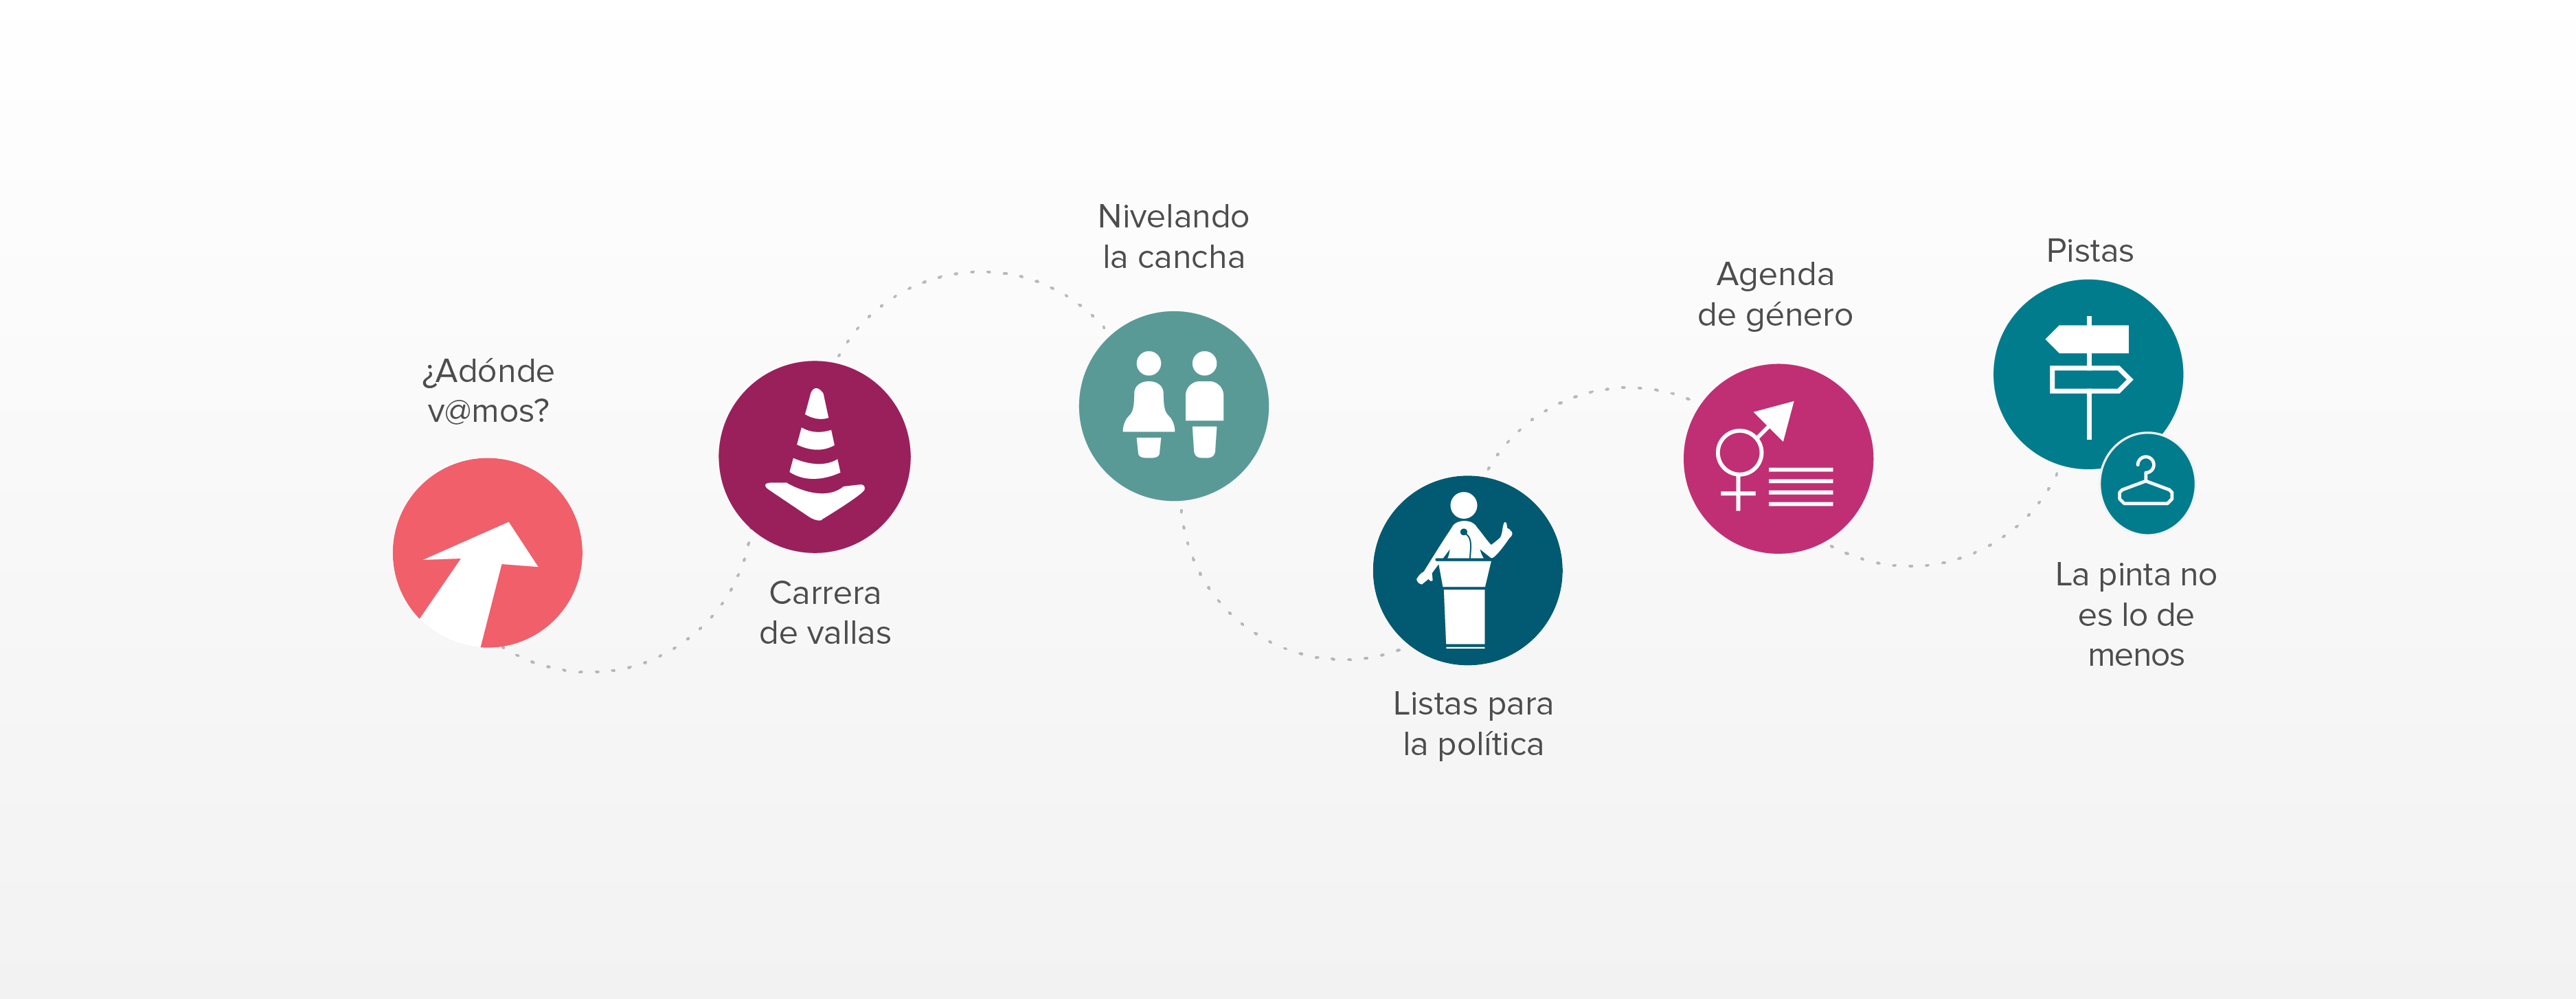 ¿Adónde
v@mos?
Carrera
de vallas
Nivelando
la cancha
Listas para
la política
Agenda
de género
Pistas
La pinta no
es lo de
menos